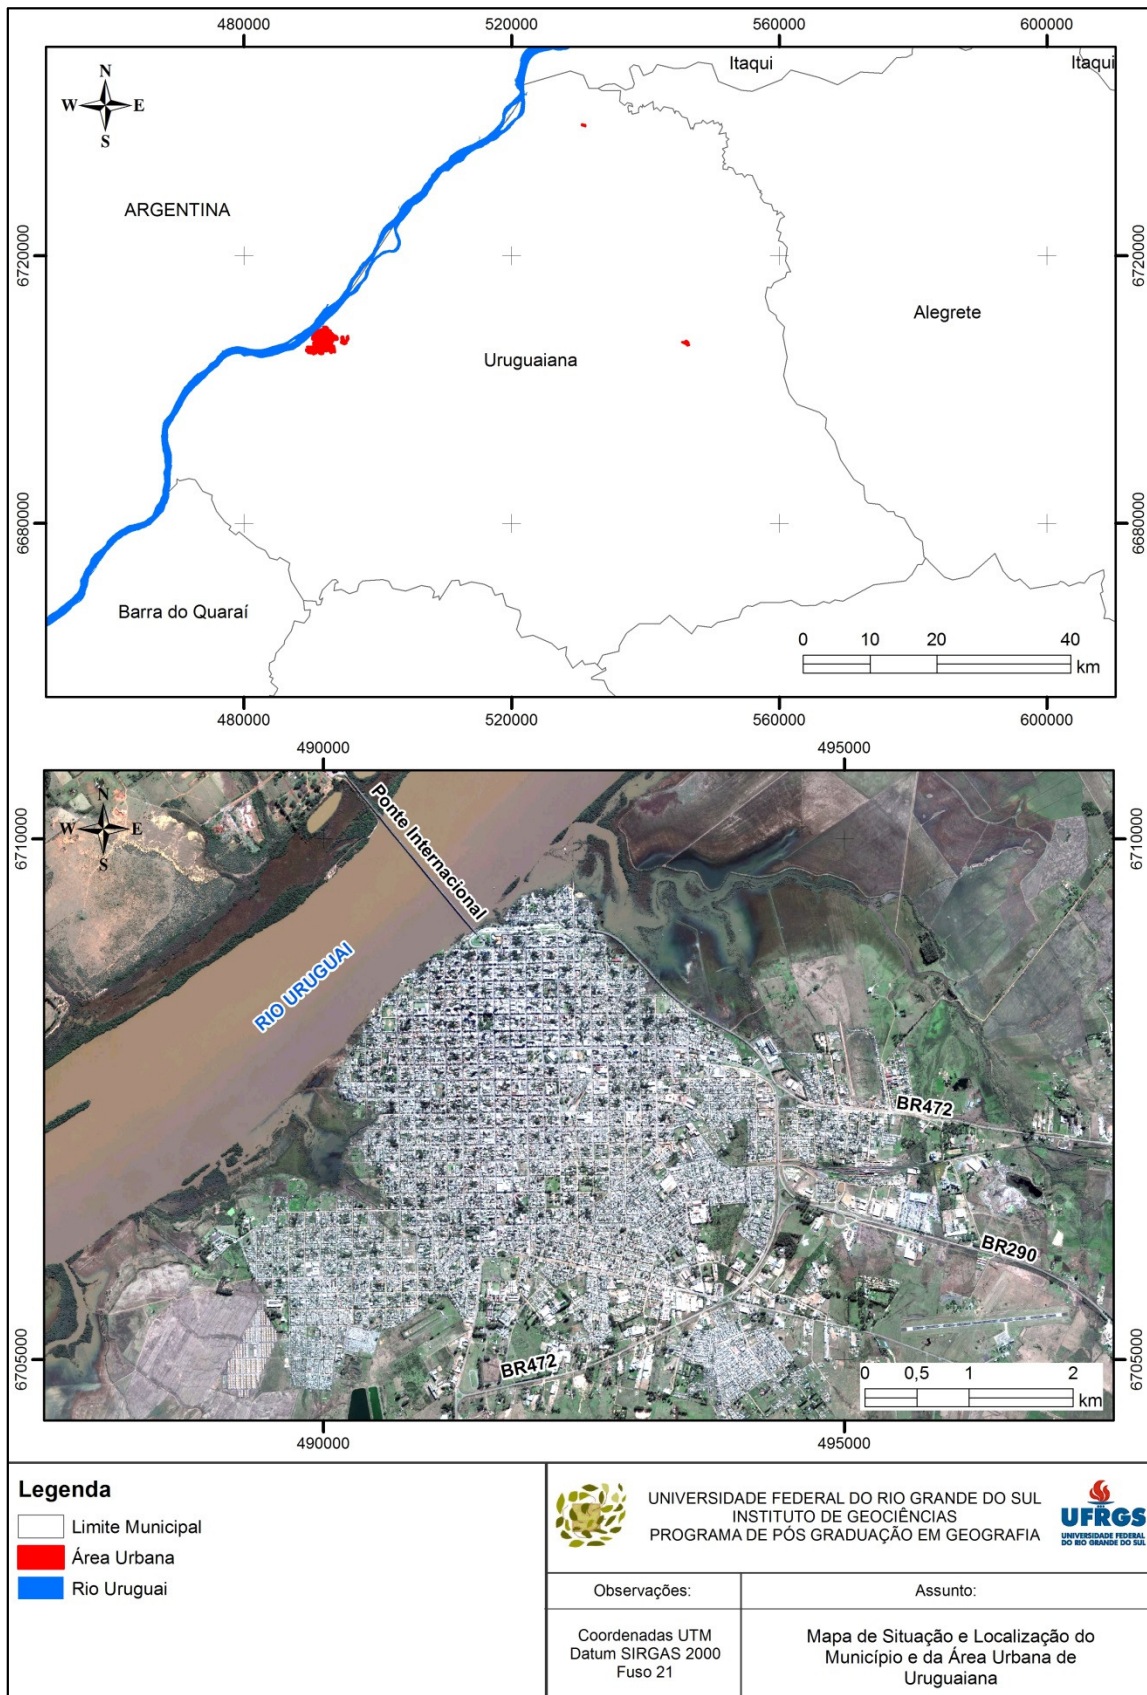 480000
520000
560000
600000
N
W
E
S
Itaqui
Itaqui
ARGENTINA
6720000
6720000
Alegrete
Uruguaiana
6680000
6680000
Barra do Quaraí
0
10
20
40
km
480000
520000
560000
600000
490000
495000
N
W
E
S
Ponte Internacional
6710000
6710000
RIO URUGUAI
BR472
BR290
BR472
6705000
6705000
0
0,5
1
2
km
490000
495000
Legenda
Limite Municipal
Área Urbana
Rio Uruguai
UNIVERSIDADE FEDERAL DO RIO GRANDE DO SUL
INSTITUTO DE GEOCIÊNCIAS
PROGRAMA DE PÓS GRADUAÇÃO EM GEOGRAFIA
UFRGS
UNIVERSIDADE FEDERAL
DO RIO GRANDE DO SUL
Observações:
Assunto:
Coordenadas UTM
Datum SIRGAS 2000
Fuso 21
Mapa de Situação e Localização do
Município e da Área Urbana de
Uruguaiana